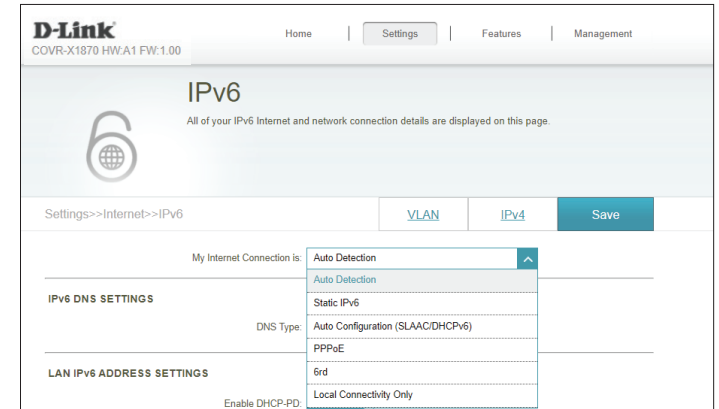 D-Link
COVR-X1870 HW:A1 FW:1.00
Home
Settings
Features
Management
IPv6
All of your IPv6 Internet and network connection details are displayed on this page.
Settings>>Internet>>IPv6
VLAN
IPv4
Save
My Internet Connection is:
Auto Detection
Auto Detection
IPv6 DNS SETTINGS
Static IPv6
DNS Type:
Auto Configuration (SLAAC/DHCPv6)
PPPoE
LAN IPv6 ADDRESS SETTINGS
6rd
Enable DHCP-PD:
Local Connectivity Only